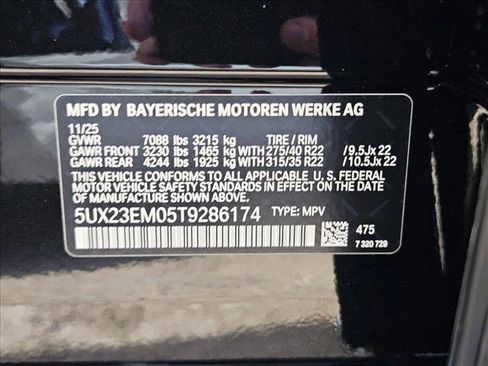 MFD BY BAYERISCHE MOTOREN WERKE AG
11/25
GVWR 7088 lbs 3215 kg TIRE / RIM
GAWR FRONT 3230 lbs 1465 kg WITH 275/40 R22 / 9.5Jx 22
GAWR REAR 4244 lbs 1925 kg WITH 315/35 R22 / 10.5Jx 22
THIS VEHICLE CONFORMS TO ALL APPLICABLE U. S. FEDERAL
MOTOR VEHICLE SAFETY STANDARDS IN EFFECT ON THE DATE
OF MANUFACTURE SHOWN ABOVE.
5UX23EM05T9286174 TYPE: MPV
475
7 320 729